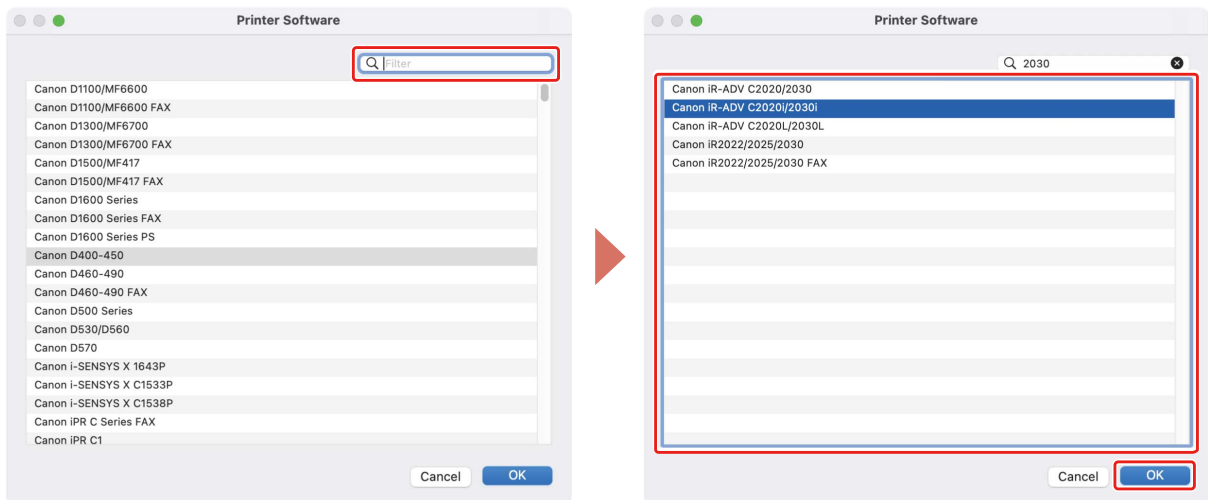 Printer Software
Filter
Canon D1100/MF6600
Canon D1100/MF6600 FAX
Canon D1300/MF6700
Canon D1300/MF6700 FAX
Canon D1500/MF417
Canon D1500/MF417 FAX
Canon D1600 Series
Canon D1600 Series FAX
Canon D1600 Series PS
Canon D400-450
Canon D460-490
Canon D460-490 FAX
Canon D500 Series
Canon D530/D560
Canon D570
Canon i-SENSYS X 1643P
Canon i-SENSYS X C1533P
Canon i-SENSYS X C1538P
Canon iPR C Series FAX
Canon iPR C1
Cancel
OK
Printer Software
2030
Canon iR-ADV C2020/2030
Canon iR-ADV C2020i/2030i
Canon iR-ADV C2020L/2030L
Canon iR2022/2025/2030
Canon iR2022/2025/2030 FAX
Cancel
OK